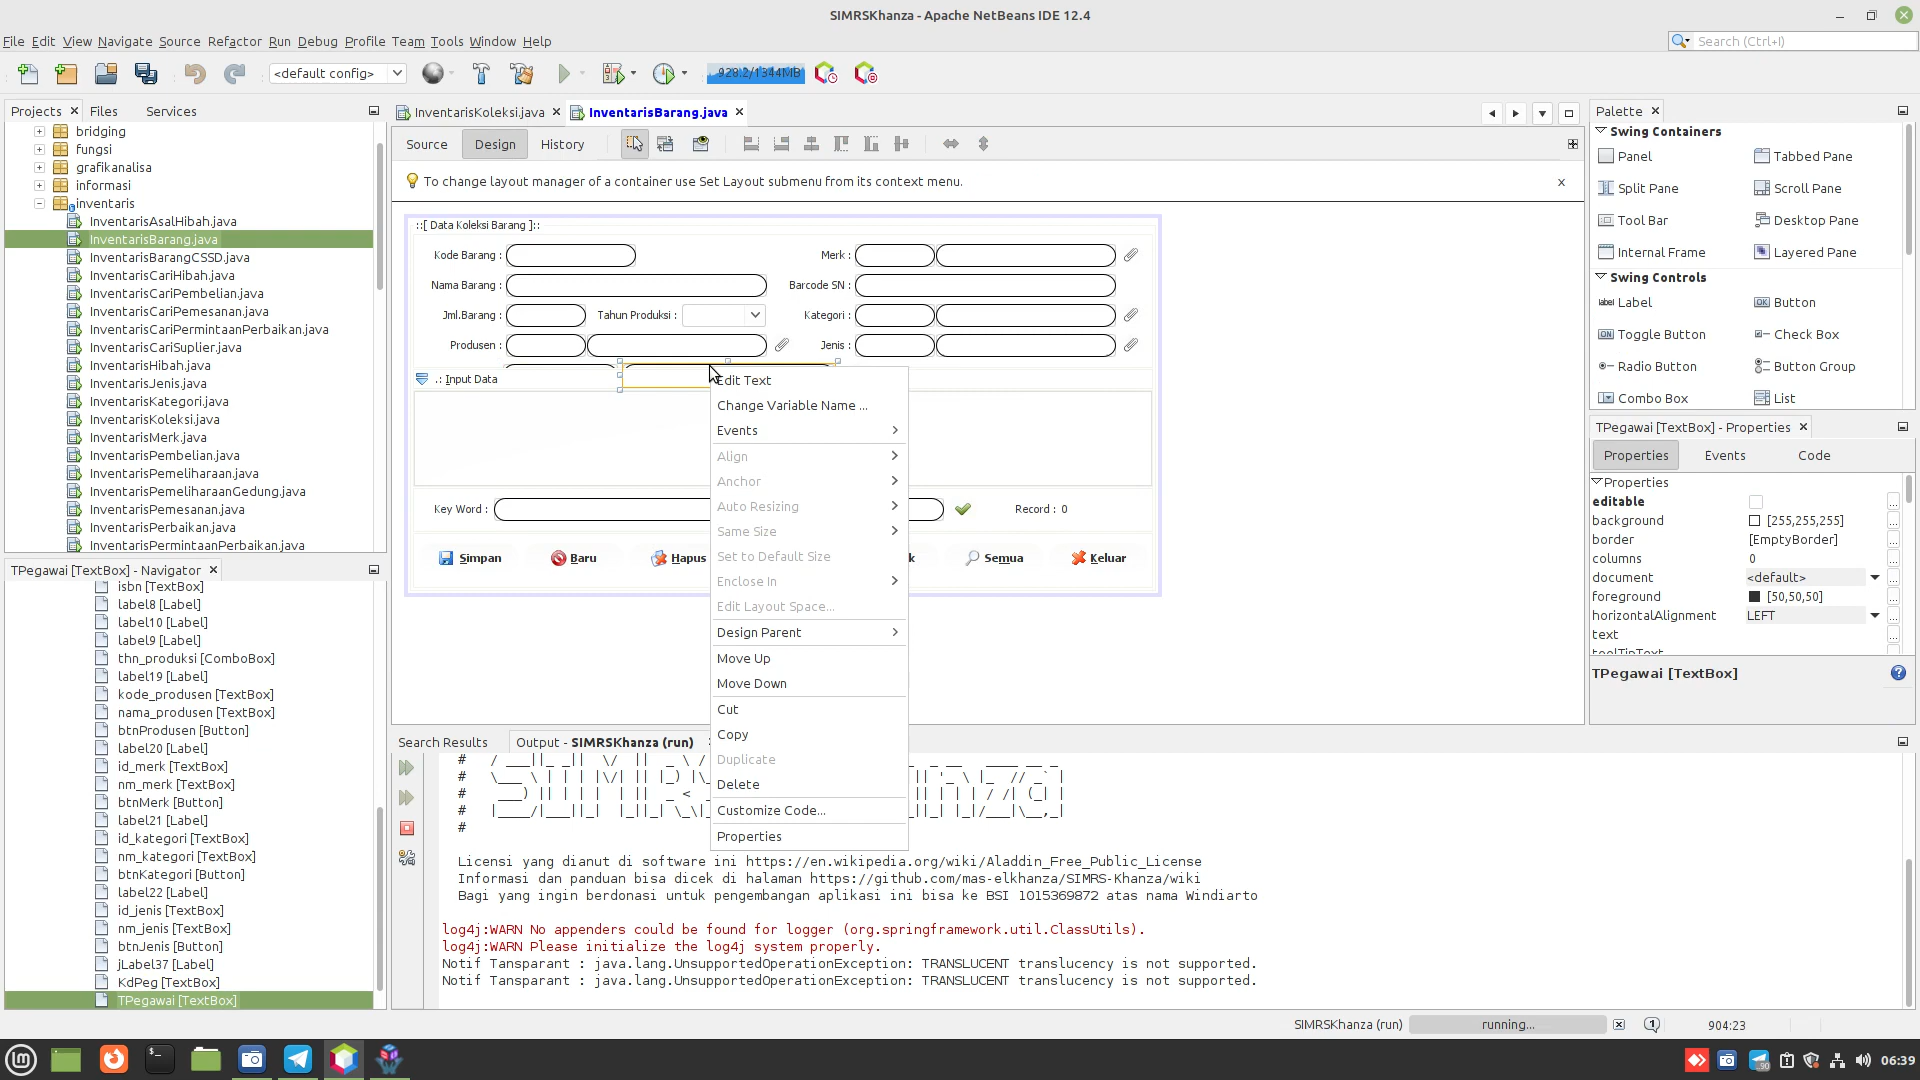 SIMRSKhanza - Apache NetBeans IDE 12.4
File Edit View Navigate Source Refactor Run Debug Profile Team Tools Window Help
Search (Ctrl+I)
<default config>
928.2/1344MB
Projects Files Services
bridging
fungsi
grafikanalisa
informasi
inventaris
InventarisAsalHibah.java
InventarisBarang.java
InventarisBarangCSSD.java
InventarisCariHibah.java
InventarisCariPembelian.java
InventarisCariPemesanan.java
InventarisCariPermintaanPerbaikan.java
InventarisCariSuplier.java
InventarisHibah.java
InventarisJenis.java
InventarisKategori.java
InventarisKoleksi.java
InventarisMerk.java
InventarisPembelian.java
InventarisPemeliharaan.java
InventarisPemeliharaanGedung.java
InventarisPemesanan.java
InventarisPerbaikan.java
InventarisPermintaanPerbaikan.java
TPegawai [TextBox] - Navigator
isbn [TextBox]
label8 [Label]
label10 [Label]
label9 [Label]
thn_produksi [ComboBox]
label19 [Label]
kode_produsen [TextBox]
nama_produsen [TextBox]
btnProdusen [Button]
label20 [Label]
id_merk [TextBox]
nm_merk [TextBox]
btnMerk [Button]
label21 [Label]
id_kategori [TextBox]
nm_kategori [TextBox]
btnKategori [Button]
label22 [Label]
id_jenis [TextBox]
nm_jenis [TextBox]
btnJenis [Button]
jLabel37 [Label]
KdPeg [TextBox]
TPegawai [TextBox]
InventarisKoleksi.java InventarisBarang.java
Source Design History
To change layout manager of a container use Set Layout submenu from its context menu.
x
::[ Data Koleksi Barang ]::
Kode Barang : Merk :
Nama Barang : Barcode SN :
Jml.Barang : Tahun Produksi : Kategori :
Produsen : Jenis :
.: Input Data
Key Word : Record : 0
Simpan Baru Hapus k Semua Keluar
Edit Text
Change Variable Name ...
Events
Align
Anchor
Auto Resizing
Same Size
Set to Default Size
Enclose In
Edit Layout Space...
Design Parent
Move Up
Move Down
Cut
Copy
Duplicate
Delete
Customize Code...
Properties
Search Results Output - SIMRSKhanza (run)
Licensi yang dianut di software ini https://en.wikipedia.org/wiki/Aladdin_Free_Public_License
Informasi dan panduan bisa dicek di halaman https://github.com/mas-elkhanza/SIMRS-Khanza/wiki
Bagi yang ingin berdonasi untuk pengembangan aplikasi ini bisa ke BSI 1015369872 atas nama Windiarto
log4j:WARN No appenders could be found for logger (org.springframework.util.ClassUtils).
log4j:WARN Please initialize the log4j system properly.
Notif Tansparant : java.lang.UnsupportedOperationException: TRANSLUCENT translucency is not supported.
Notif Tansparant : java.lang.UnsupportedOperationException: TRANSLUCENT translucency is not supported.
Palette
Swing Containers
Panel Tabbed Pane
Split Pane Scroll Pane
Tool Bar Desktop Pane
Internal Frame Layered Pane
Swing Controls
label Label OK Button
ON Toggle Button Check Box
Radio Button Button Group
Combo Box List
TPegawai [TextBox] - Properties
Properties Events Code
Properties
editable
background [255,255,255]
border [EmptyBorder]
columns 0
document <default>
foreground [50,50,50]
horizontalAlignment LEFT
text
toolTipText
TPegawai [TextBox]
SIMRSKhanza (run) running... 1 904:23
90
06:39